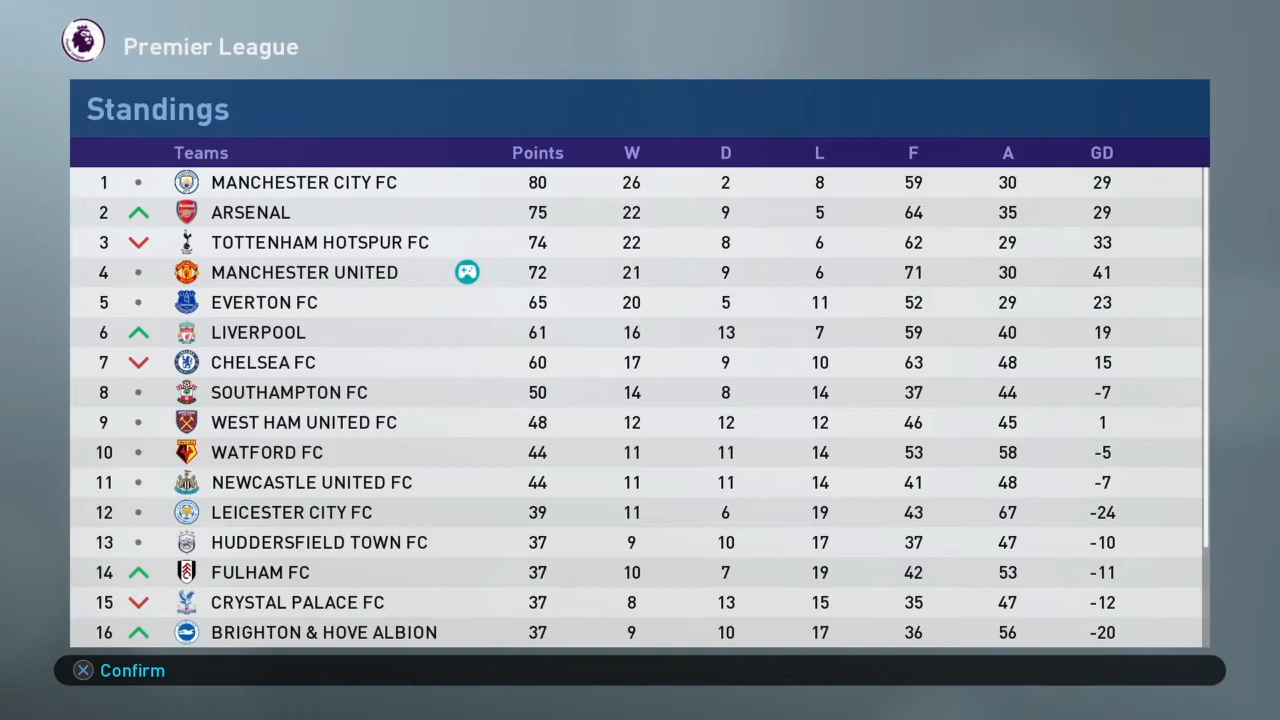 Premier League
Standings
Teams Points W D L F A GD
1 MANCHESTER CITY FC 80 26 2 8 59 30 29
2 ARSENAL 75 22 9 5 64 35 29
3 TOTTENHAM HOTSPUR FC 74 22 8 6 62 29 33
4 MANCHESTER UNITED 72 21 9 6 71 30 41
5 EVERTON FC 65 20 5 11 52 29 23
6 LIVERPOOL 61 16 13 7 59 40 19
7 CHELSEA FC 60 17 9 10 63 48 15
8 SOUTHAMPTON FC 50 14 8 14 37 44 -7
9 WEST HAM UNITED FC 48 12 12 12 46 45 1
10 WATFORD FC 44 11 11 14 53 58 -5
11 NEWCASTLE UNITED FC 44 11 11 14 41 48 -7
12 LEICESTER CITY FC 39 11 6 19 43 67 -24
13 HUDDERSFIELD TOWN FC 37 9 10 17 37 47 -10
14 FULHAM FC 37 10 7 19 42 53 -11
15 CRYSTAL PALACE FC 37 8 13 15 35 47 -12
16 BRIGHTON & HOVE ALBION 37 9 10 17 36 56 -20
Confirm